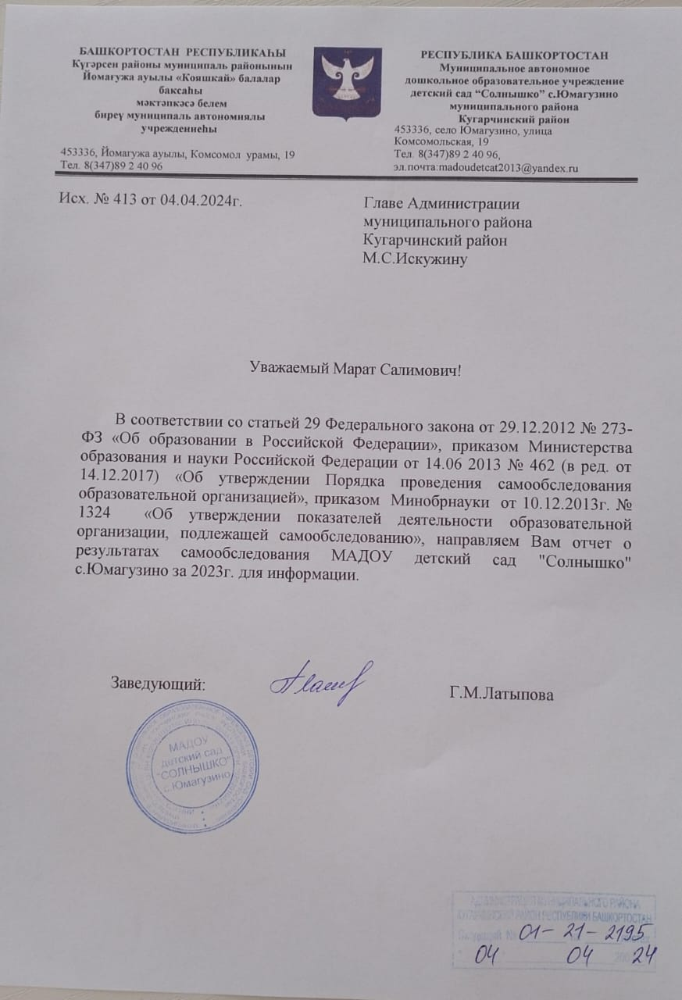 БАШКОРТОСТАН РЕСПУБЛИКАҺЫ
Күгәрсен районы муниципаль районынын
Йомағужа ауылы «Кояшкай» балалар
баксаһы
мәктәпкәсә белем
биреү муниципаль автономиялы
учреждениеһы
453336, Йомағужа ауылы, Комсомол урамы, 19
Тел. 8(347)89 2 40 96
РЕСПУБЛИКА БАШКОРТОСТАН
Муниципальное автономное
дошкольное образовательное учреждение
детский сад “Солнышко” с.Юмагузино
муниципального района
Кугарчинский район
453336, село Юмагузино, улица
Комсомольская, 19
Тел. 8(347)89 2 40 96,
эл.почта:madoudetcat2013@yandex.ru
Исх. № 413 от 04.04.2024г.
Главе Администрации
муниципального района
Кугарчинский район
М.С.Искужину
Уважаемый Марат Салимович!
В соответствии со статьей 29 Федерального закона от 29.12.2012 № 273-
ФЗ «Об образовании в Российской Федерации», приказом Министерства
образования и науки Российской Федерации от 14.06 2013 № 462 (в ред. от
14.12.2017) «Об утверждении Порядка проведения самообследования
образовательной организацией», приказом Минобрнауки от 10.12.2013г. №
1324 «Об утверждении показателей деятельности образовательной
организации, подлежащей самообследованию», направляем Вам отчет о
результатах самообследования МАДОУ детский сад "Солнышко"
с.Юмагузино за 2023г. для информации.
Заведующий:
Г.М.Латыпова
МАДОУ
детский сад
"СОЛНЫШКО"
с.Юмагузино
АДМИНИСТРАЦИЯ МУНИЦИПАЛЬНОГО РАЙОНА
КУГАРЧИНСКИЙ РАЙОН РЕСПУБЛИКИ БАШКОРТОСТАН
№ 01-21-2195
04 04 24